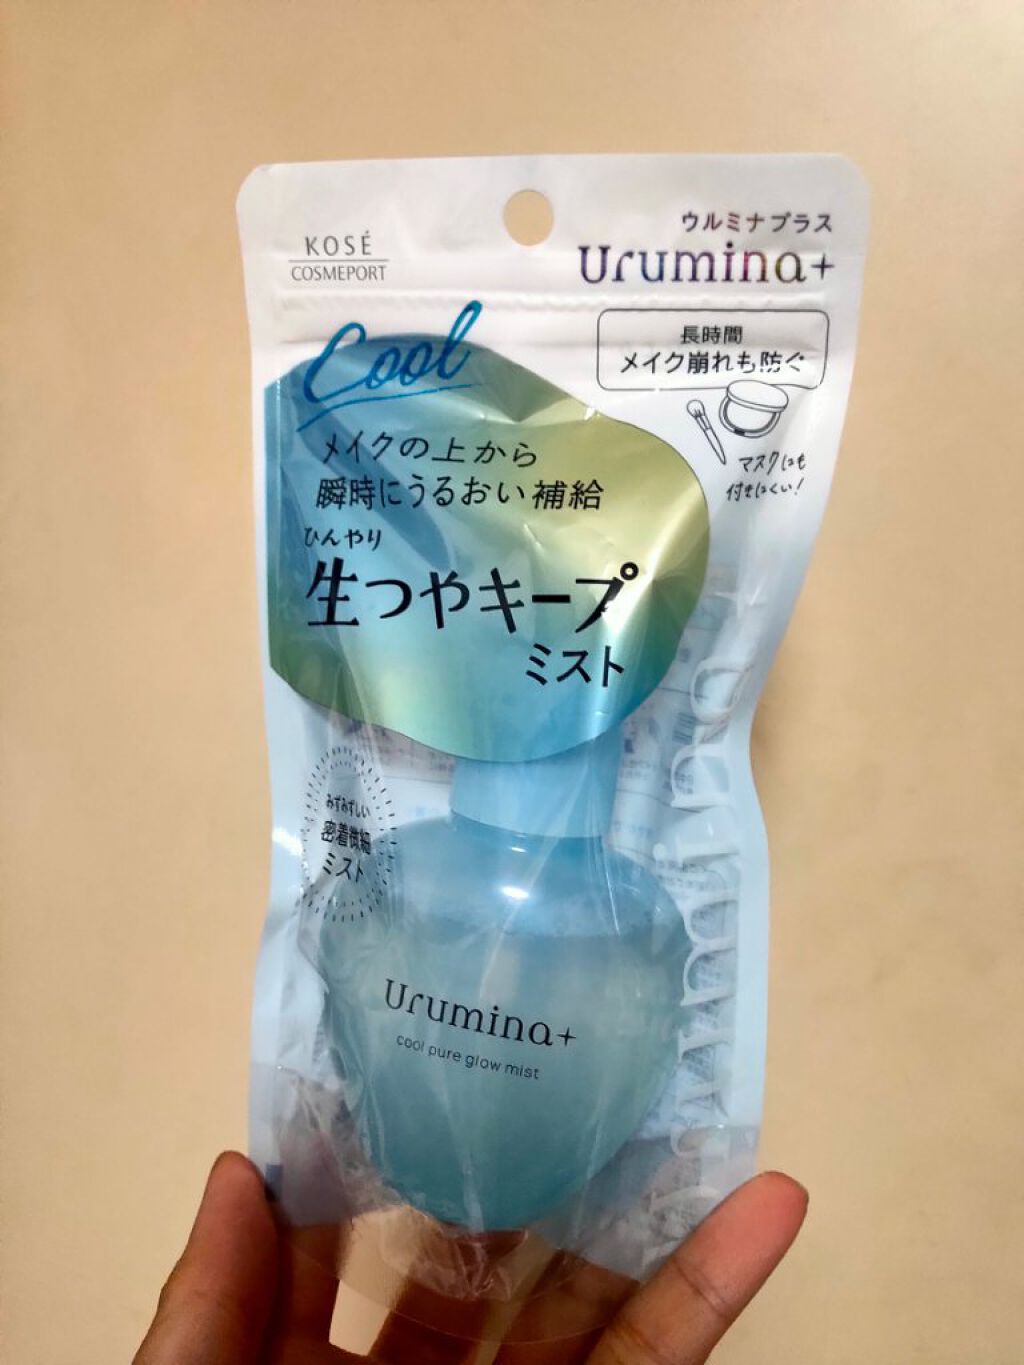 KOSÉ
COSMEPORT
ウルミナプラス
Urumina+
Cool
長時間
メイク崩れも防ぐ
マスクにも
付きにくい!
メイクの上から
瞬時にうるおい補給
ひんやり
生つやキープ
ミスト
みずみずしい
密着微細
ミスト
Urumina+
cool pure glow mist
Urumina+